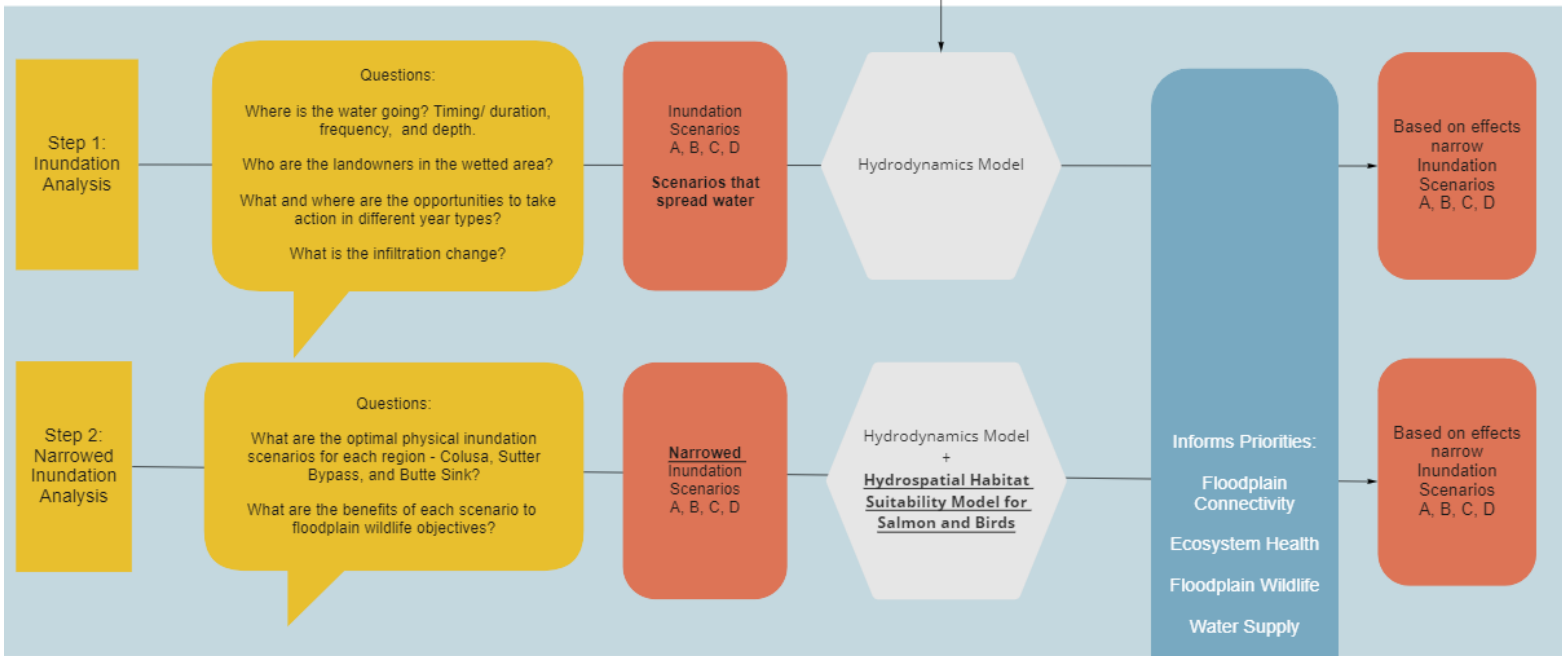 Step 1:
Inundation
Analysis
Questions:
Where is the water going? Timing/ duration,
frequency, and depth.
Who are the landowners in the wetted area?
What and where are the opportunities to take
action in different year types?
What is the infiltration change?
Inundation
Scenarios
A, B, C, D
Scenarios that
spread water
Hydrodynamics Model
Based on effects
narrow
Inundation
Scenarios
A, B, C, D
Step 2:
Narrowed
Inundation
Analysis
Questions:
What are the optimal physical inundation
scenarios for each region - Colusa, Sutter
Bypass, and Butte Sink?
What are the benefits of each scenario to
floodplain wildlife objectives?
Narrowed
Inundation
Scenarios
A, B, C, D
Hydrodynamics Model
+
Hydrospatial Habitat
Suitability Model for
Salmon and Birds
Informs Priorities:
Floodplain
Connectivity
Ecosystem Health
Floodplain Wildlife
Water Supply
Based on effects
narrow
Inundation
Scenarios
A, B, C, D